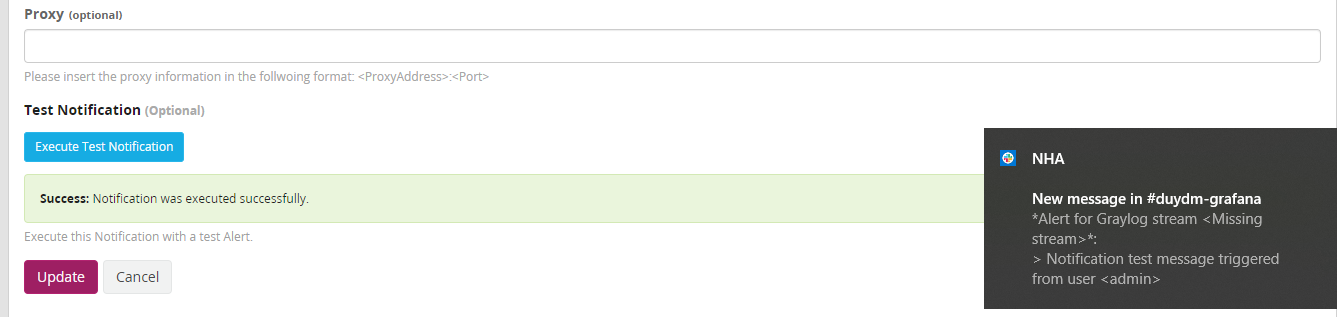 Proxy (optional)
Please insert the proxy information in the follwoing format: <ProxyAddress>:<Port>
Test Notification (Optional)
Execute Test Notification
Success: Notification was executed successfully.
Execute this Notification with a test Alert.
Update
Cancel
NHA
New message in #duydm-grafana
*Alert for Graylog stream <Missing
stream>*:
> Notification test message triggered
from user <admin>